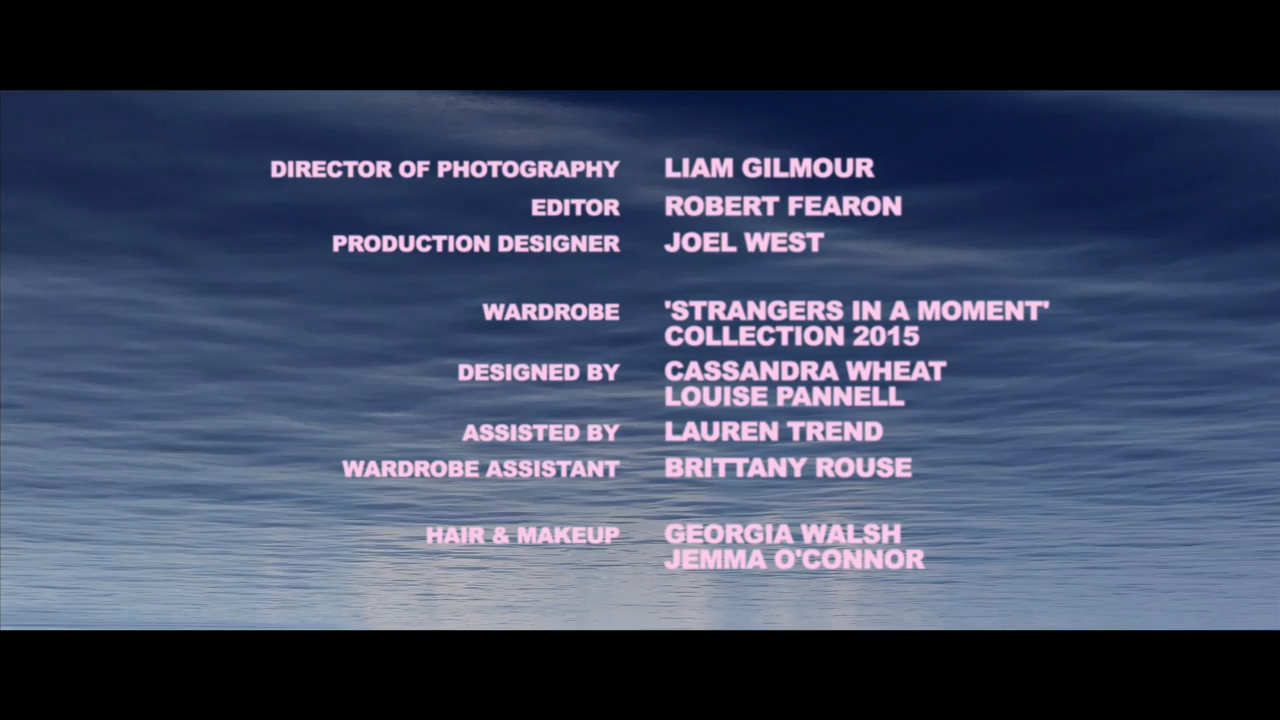 DIRECTOR OF PHOTOGRAPHY LIAM GILMOUR
EDITOR ROBERT FEARON
PRODUCTION DESIGNER JOEL WEST
WARDROBE 'STRANGERS IN A MOMENT'
COLLECTION 2015
DESIGNED BY CASSANDRA WHEAT
LOUISE PANNELL
ASSISTED BY LAUREN TREND
WARDROBE ASSISTANT BRITTANY ROUSE
HAIR & MAKEUP GEORGIA WALSH
JEMMA O'CONNOR